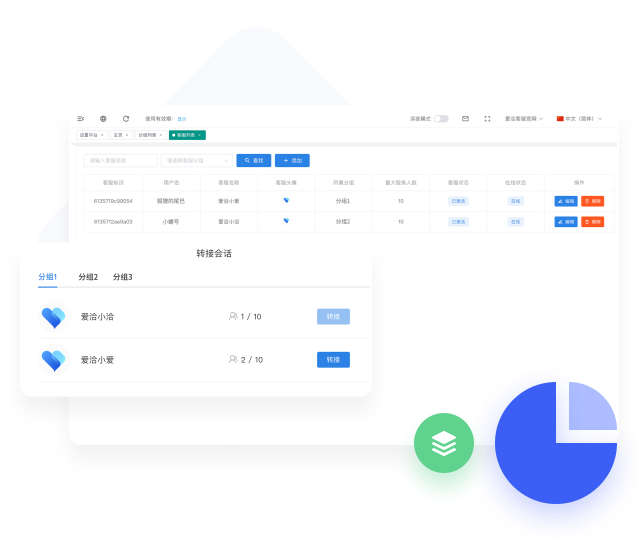 使用有效期：
深夜模式
爱洽客服官网
中文（简体）
设置平台 ×
主页 ×
分组列表 ×
客服列表 ×
请输入客服名称
请选择客服分组
查找
+ 添加
客服标识 用户名 客服名称 客服头像 所属分组 最大服务人数 客服状态 在线状态 操作
6135719c99054 狐狸的尾巴 爱洽小爱 分组1 10 已激活 在线 编辑 删除
6135712ae9a03 小蝶号 爱洽小洽 分组2 10 已激活 在线 编辑 删除
转接会话
分组1 分组2 分组3
爱洽小洽 1 / 10 转接
爱洽小爱 2 / 10 转接